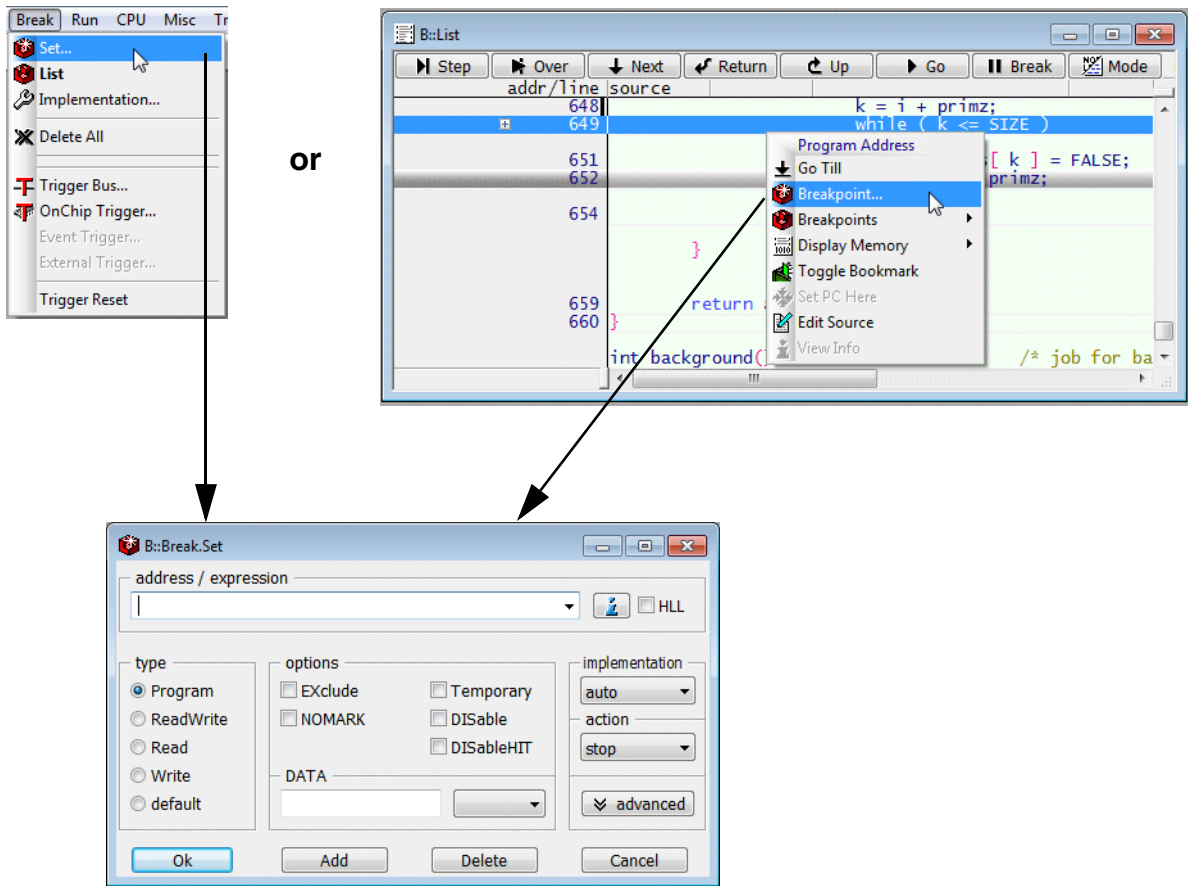 Break Run CPU Misc Tr
Set...
List
Implementation...
Delete All
Trigger Bus...
OnChip Trigger...
Event Trigger...
External Trigger...
Trigger Reset
or
B::List
Step Over Next Return Up Go Break Mode
addr/line source
648 k = i + primz;
649 while ( k <= SIZE )
651 [ k ] = FALSE;
652 primz;
654
}
659 return
660 }
int background() /* job for ba
Program Address
Go Till
Breakpoint...
Breakpoints
Display Memory
Toggle Bookmark
Set PC Here
Edit Source
View Info
B::Break.Set
address / expression
HLL
type
Program
ReadWrite
Read
Write
default
options
EXclude
NOMARK
Temporary
DISable
DISableHIT
DATA
implementation
auto
action
stop
advanced
Ok Add Delete Cancel